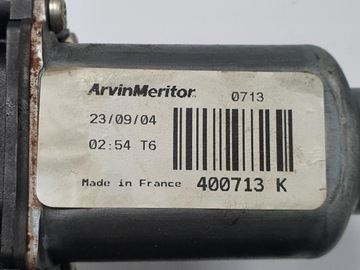 ArvinMeritor 0713
23/09/04
02:54 T6
Made in France 400713 K